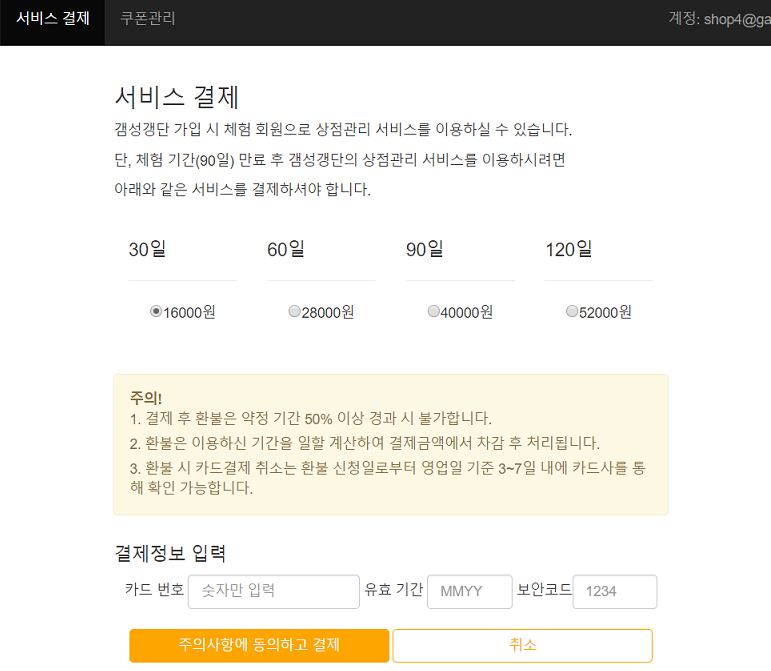 서비스 결제 쿠폰관리 계정: shop4@ga
서비스 결제
갬성갱단 가입 시 체험 회원으로 상점관리 서비스를 이용하실 수 있습니다.
단, 체험 기간(90일) 만료 후 갬성갱단의 상점관리 서비스를 이용하시려면
아래와 같은 서비스를 결제하셔야 합니다.
30일 60일 90일 120일
16000원 28000원 40000원 52000원
주의!
1. 결제 후 환불은 약정 기간 50% 이상 경과 시 불가합니다.
2. 환불은 이용하신 기간을 일할 계산하여 결제금액에서 차감 후 처리됩니다.
3. 환불 시 카드결제 취소는 환불 신청일로부터 영업일 기준 3~7일 내에 카드사를 통
해 확인 가능합니다.
결제정보 입력
카드 번호 숫자만 입력 유효 기간 MMYY 보안코드 1234
주의사항에 동의하고 결제 취소